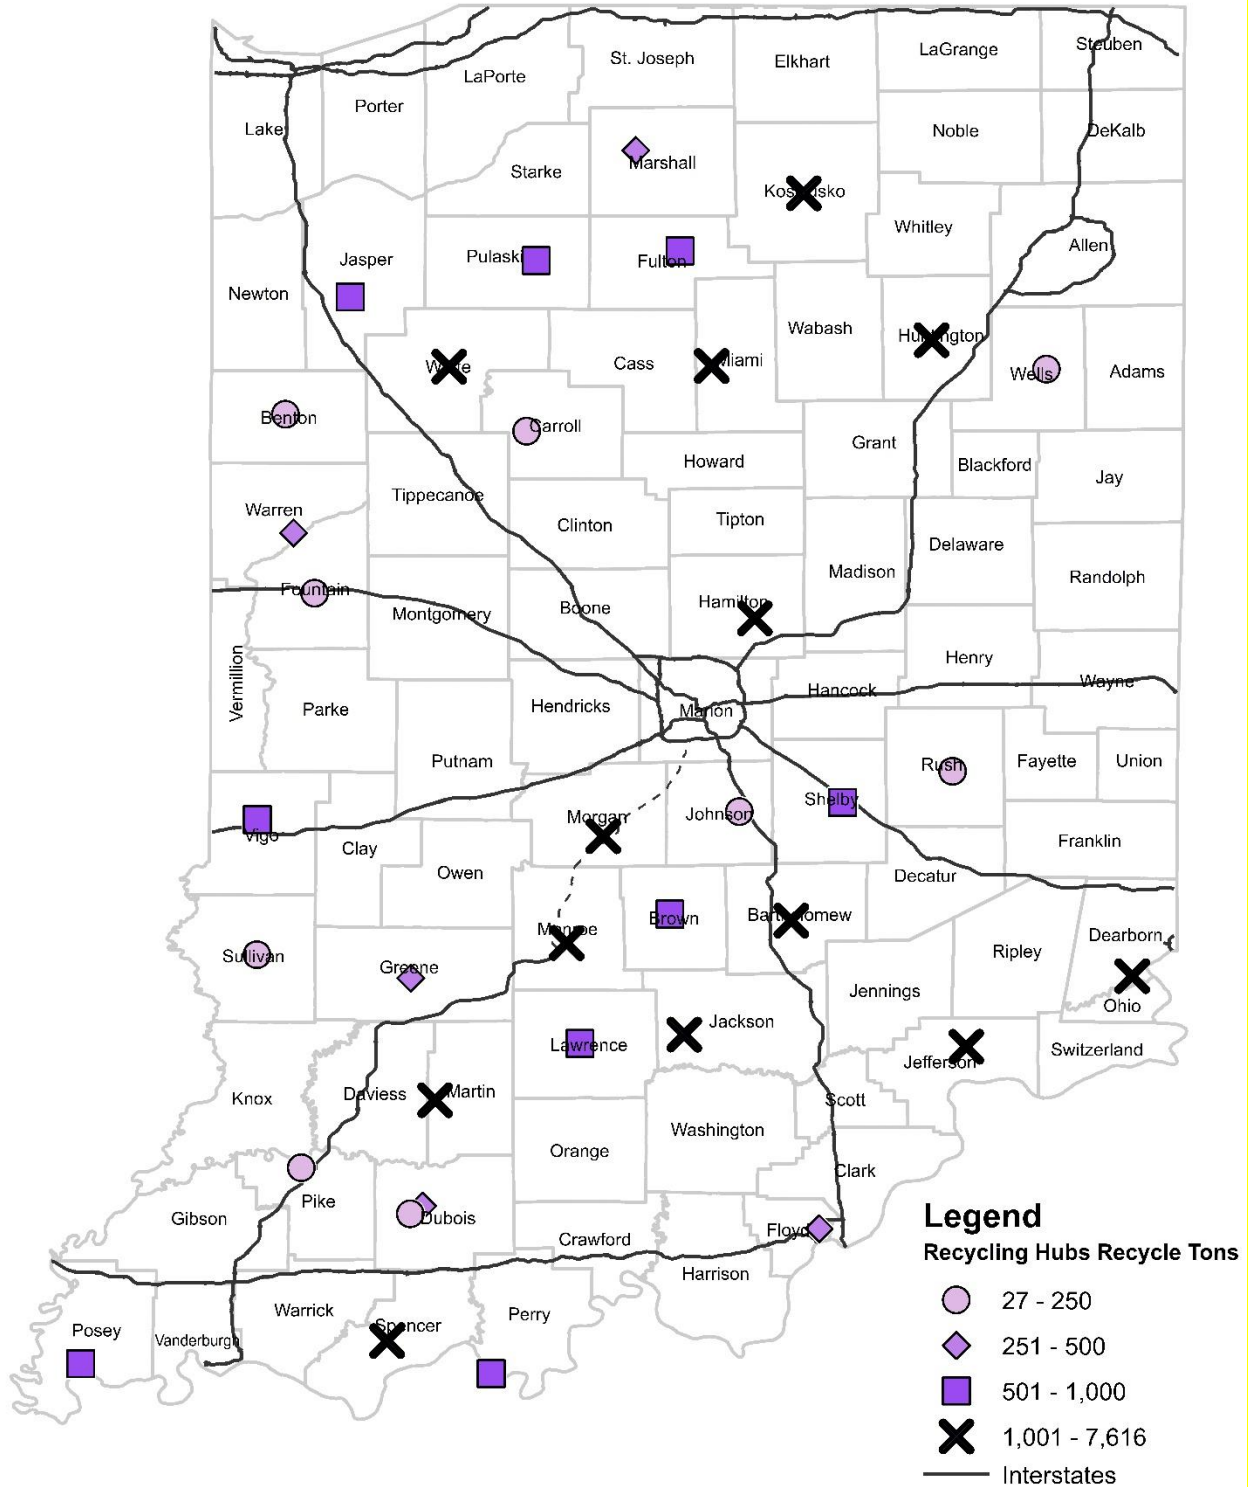 Steuben
LaGrange
St. Joseph
Elkhart
LaPorte
Porter
Lake
Noble
DeKalb
Marshall
Starke
Kosciusko
Whitley
Allen
Jasper
Pulaski
Fulton
Newton
Wabash
Huntington
White
Cass
Miami
Wells
Adams
Benton
Carroll
Grant
Howard
Blackford
Jay
Tippecanoe
Warren
Clinton
Tipton
Delaware
Madison
Randolph
Fountain
Montgomery
Boone
Hamilton
Henry
Vermillion
Wayne
Hancock
Parke
Hendricks
Marion
Putnam
Rush
Fayette
Union
Shelby
Morgan
Johnson
Vigo
Clay
Franklin
Owen
Decatur
Brown
Bartholomew
Monroe
Dearborn
Sullivan
Greene
Ripley
Jennings
Ohio
Jackson
Lawrence
Switzerland
Jefferson
Knox
Daviess
Martin
Scott
Washington
Orange
Clark
Pike
Gibson
Dubois
Floyd
Crawford
Harrison
Warrick
Perry
Spencer
Posey
Vanderburgh
Legend
Recycling Hubs Recycle Tons
27 - 250
251 - 500
501 - 1,000
1,001 - 7,616
Interstates